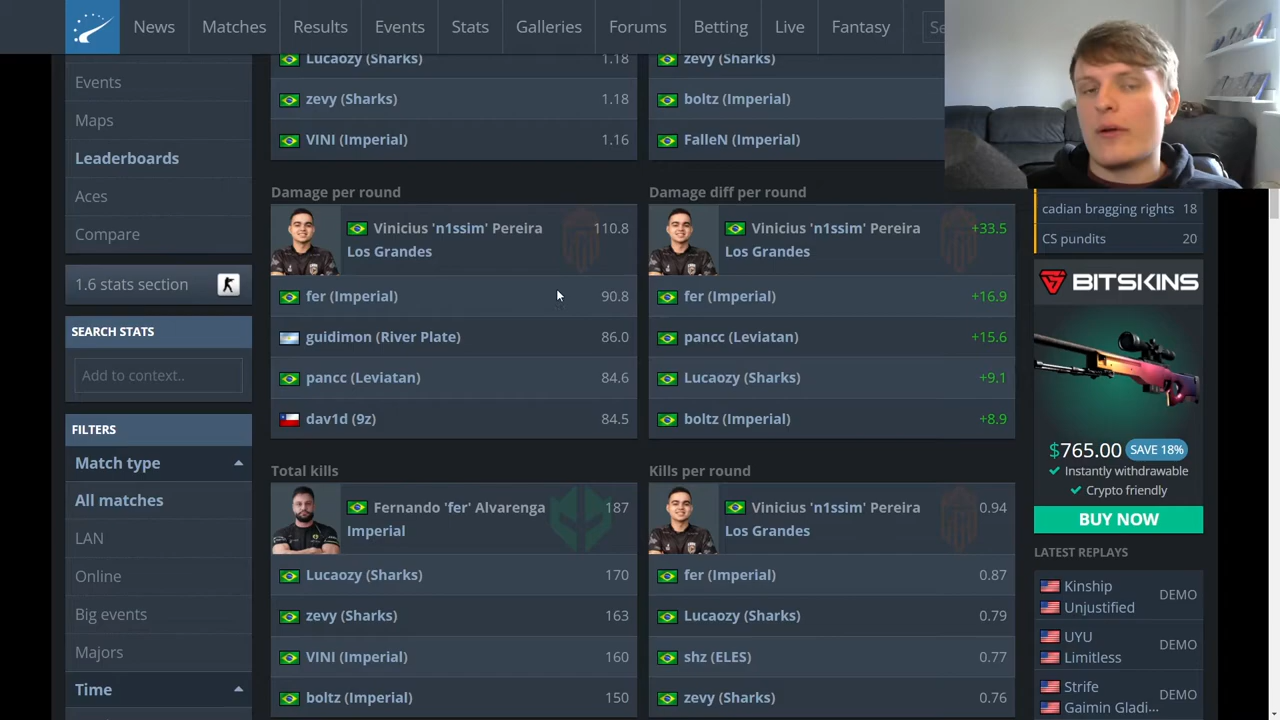 News Matches Results Events Stats Galleries Forums Betting Live Fantasy Se
Events
Maps
Leaderboards
Aces
Compare
1.6 stats section
SEARCH STATS
Add to context..
FILTERS
Match type
All matches
LAN
Online
Big events
Majors
Time
Lucaozy (Sharks) 1.18
zevy (Sharks) 1.18
VINI (Imperial) 1.16
zevy (Sharks)
boltz (Imperial)
FalleN (Imperial)
Damage per round
Vinicius 'n1ssim' Pereira 110.8
Los Grandes
fer (Imperial) 90.8
guidimon (River Plate) 86.0
pancc (Leviatan) 84.6
dav1d (9z) 84.5
Damage diff per round
Vinicius 'n1ssim' Pereira +33.5
Los Grandes
fer (Imperial) +16.9
pancc (Leviatan) +15.6
Lucaozy (Sharks) +9.1
boltz (Imperial) +8.9
Total kills
Fernando 'fer' Alvarenga 187
Imperial
Lucaozy (Sharks) 170
zevy (Sharks) 163
VINI (Imperial) 160
boltz (Imperial) 150
Kills per round
Vinicius 'n1ssim' Pereira 0.94
Los Grandes
fer (Imperial) 0.87
Lucaozy (Sharks) 0.79
shz (ELES) 0.77
zevy (Sharks) 0.76
cadian bragging rights 18
CS pundits 20
BITSKINS
$765.00 SAVE 18%
Instantly withdrawable
Crypto friendly
BUY NOW
LATEST REPLAYS
Kinship
Unjustified DEMO
UYU
Limitless DEMO
Strife
Gaimin Gladi... DEMO